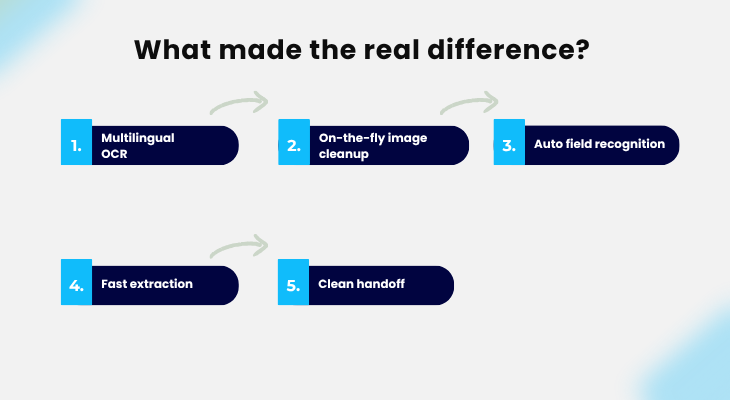 What made the real difference?
1.
Multilingual
OCR
2.
On-the-fly image
cleanup
3.
Auto field recognition
4.
Fast extraction
5.
Clean handoff